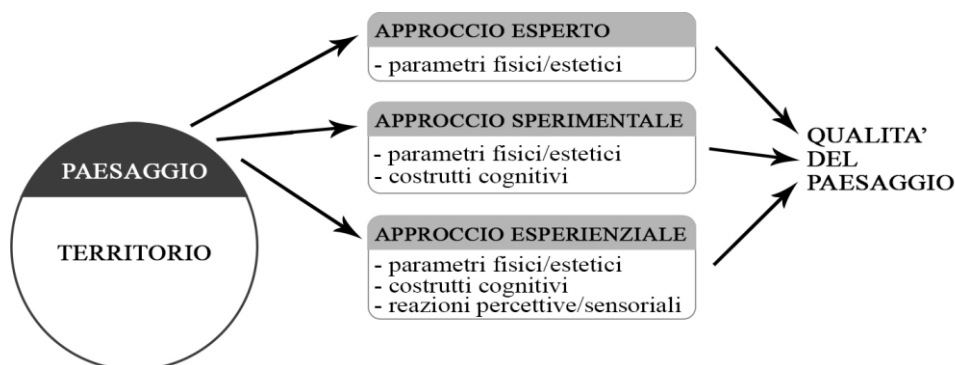 PAESAGGIO
TERRITORIO
APPROCCIO ESPERTO
- parametri fisici/estetici
APPROCCIO SPERIMENTALE
- parametri fisici/estetici
- costrutti cognitivi
APPROCCIO ESPERIENZIALE
- parametri fisici/estetici
- costrutti cognitivi
- reazioni percettive/sensoriali
QUALITA’
DEL
PAESAGGIO